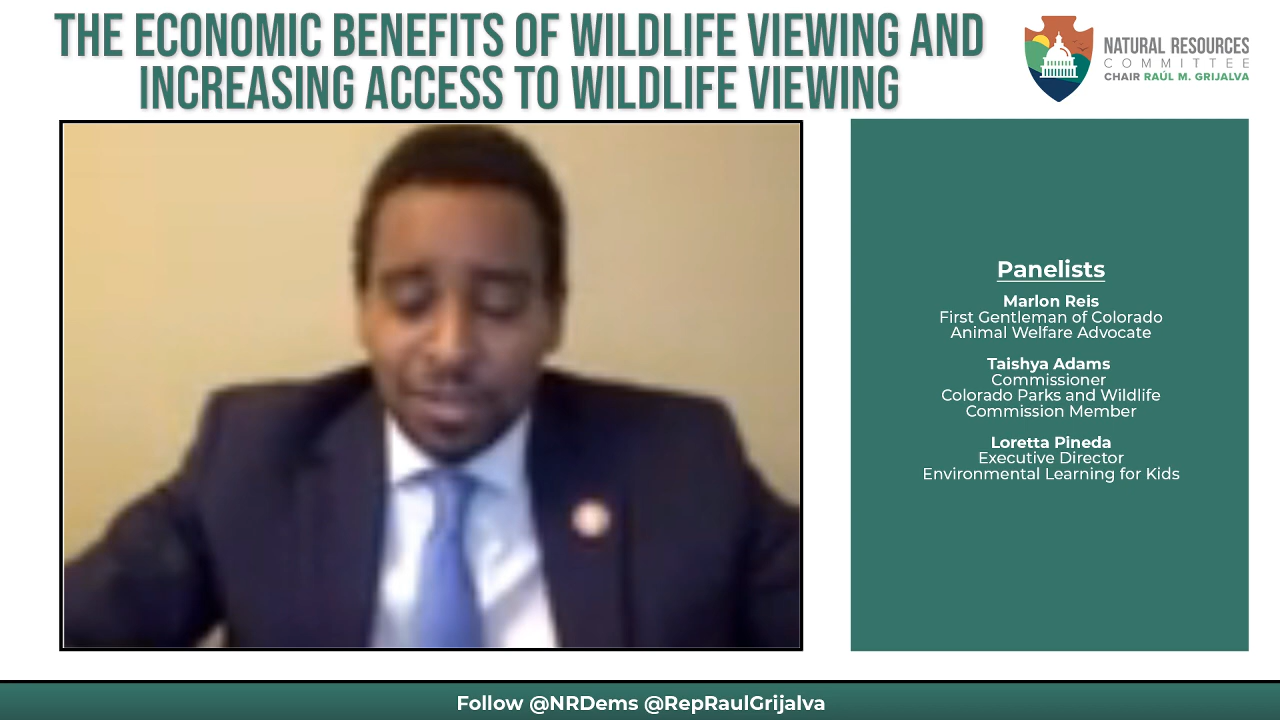 THE ECONOMIC BENEFITS OF WILDLIFE VIEWING AND
INCREASING ACCESS TO WILDLIFE VIEWING
NATURAL RESOURCES
COMMITTEE
CHAIR RAÚL M. GRIJALVA
Panelists
Marlon Reis
First Gentleman of Colorado
Animal Welfare Advocate
Taishya Adams
Commissioner
Colorado Parks and Wildlife
Commission Member
Loretta Pineda
Executive Director
Environmental Learning for Kids
Follow @NRDems @RepRaulGrijalva